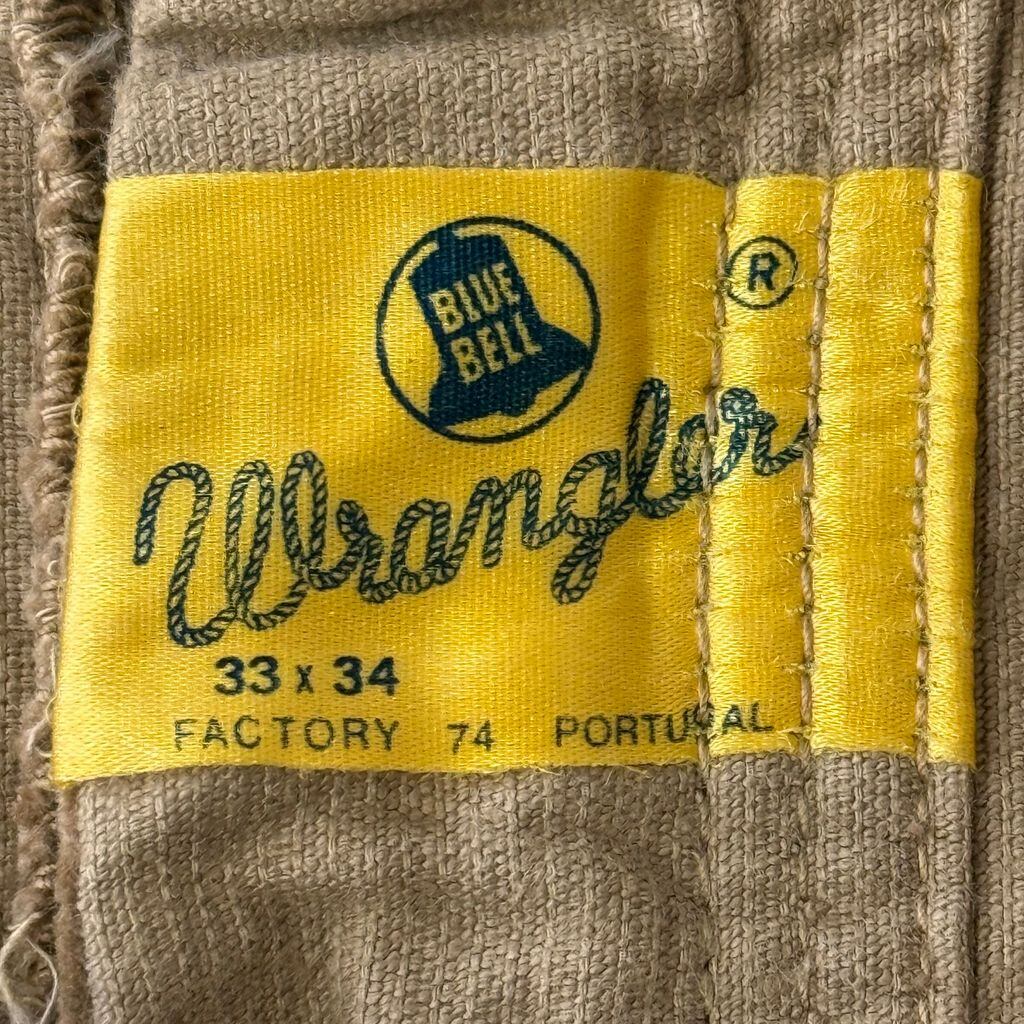 BLUE
BELL
®
Wrangler
33 x 34
FACTORY 74 PORTUGAL